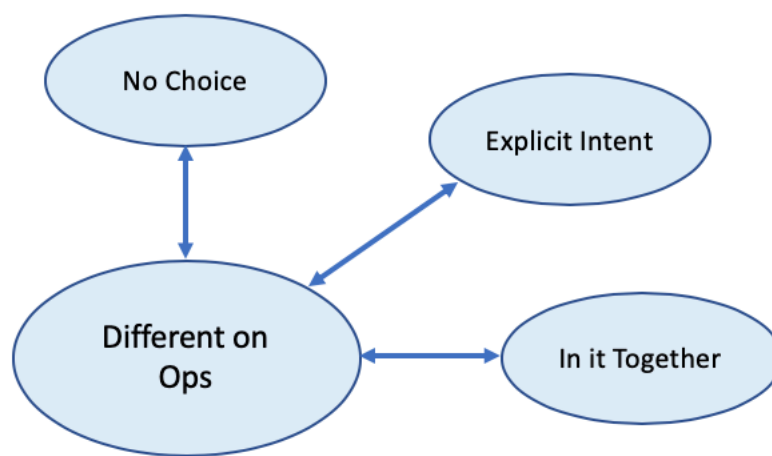 No Choice
Explicit Intent
Different on
Ops
In it Together